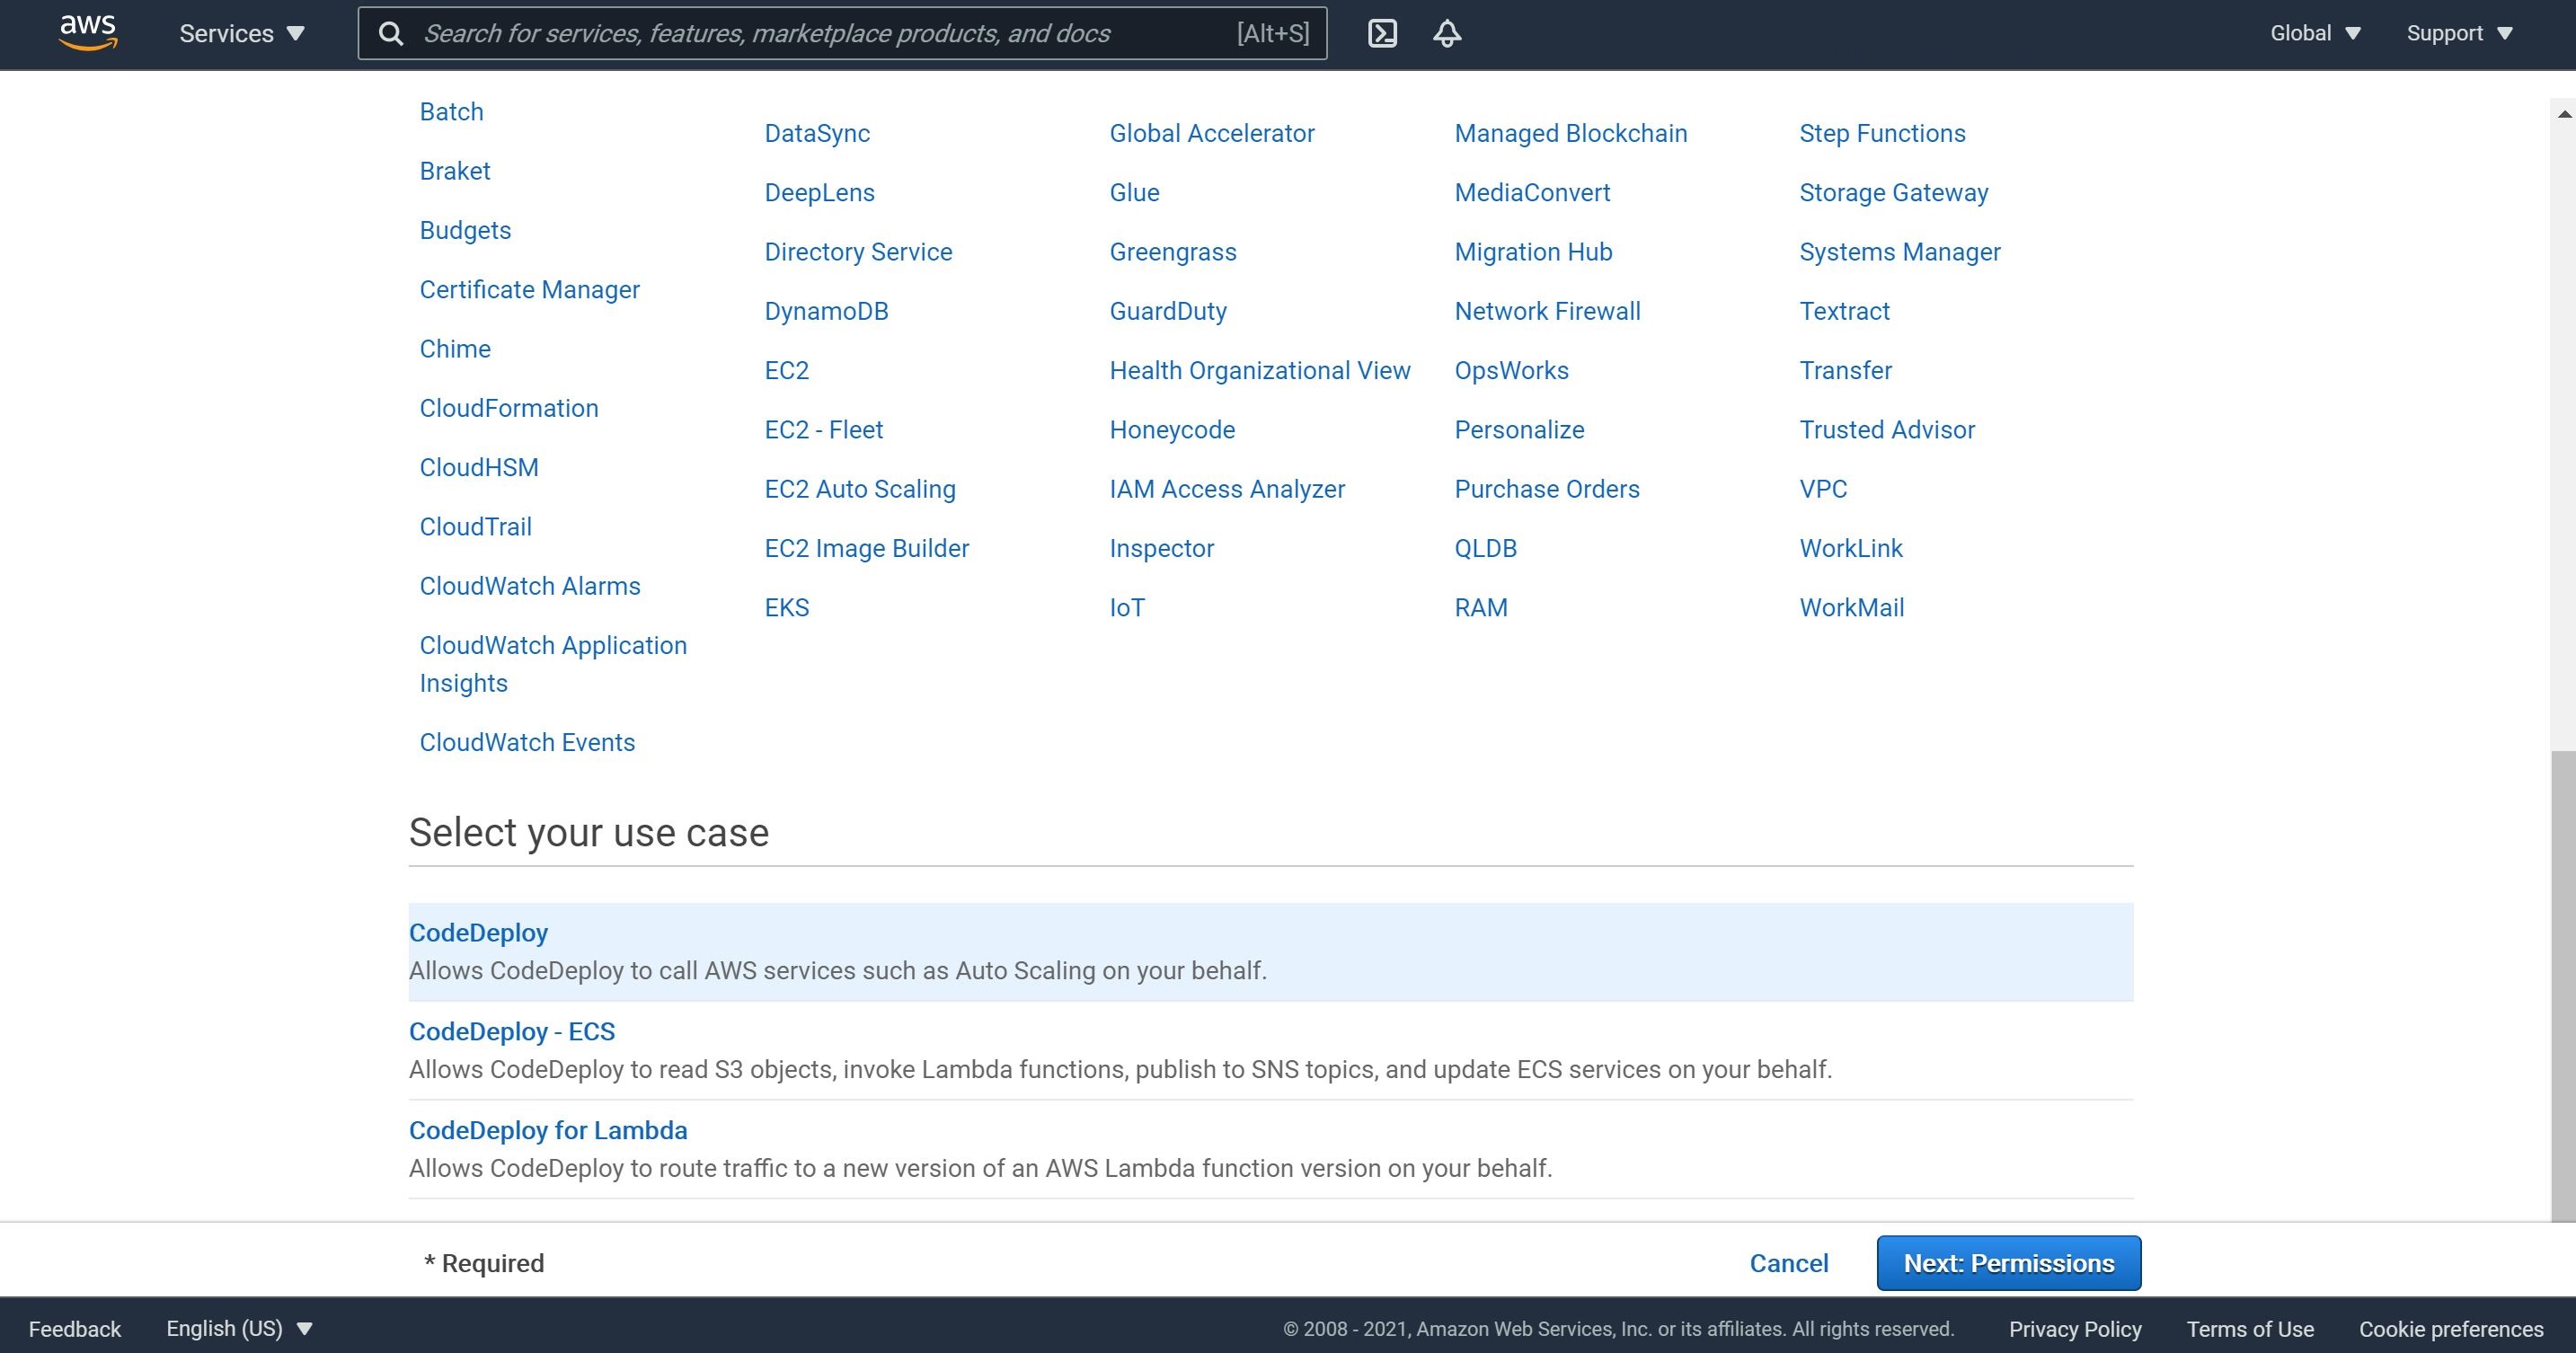 aws
Services
Search for services, features, marketplace products, and docs
[Alt+S]
Global
Support
Batch
Braket
Budgets
Certificate Manager
Chime
CloudFormation
CloudHSM
CloudTrail
CloudWatch Alarms
CloudWatch Application
Insights
CloudWatch Events
DataSync
DeepLens
Directory Service
DynamoDB
EC2
EC2 - Fleet
EC2 Auto Scaling
EC2 Image Builder
EKS
Global Accelerator
Glue
Greengrass
GuardDuty
Health Organizational View
Honeycode
IAM Access Analyzer
Inspector
IoT
Managed Blockchain
MediaConvert
Migration Hub
Network Firewall
OpsWorks
Personalize
Purchase Orders
QLDB
RAM
Step Functions
Storage Gateway
Systems Manager
Textract
Transfer
Trusted Advisor
VPC
WorkLink
WorkMail
Select your use case
CodeDeploy
Allows CodeDeploy to call AWS services such as Auto Scaling on your behalf.
CodeDeploy - ECS
Allows CodeDeploy to read S3 objects, invoke Lambda functions, publish to SNS topics, and update ECS services on your behalf.
CodeDeploy for Lambda
Allows CodeDeploy to route traffic to a new version of an AWS Lambda function version on your behalf.
* Required
Cancel
Next: Permissions
Feedback
English (US)
© 2008 - 2021, Amazon Web Services, Inc. or its affiliates. All rights reserved.
Privacy Policy
Terms of Use
Cookie preferences